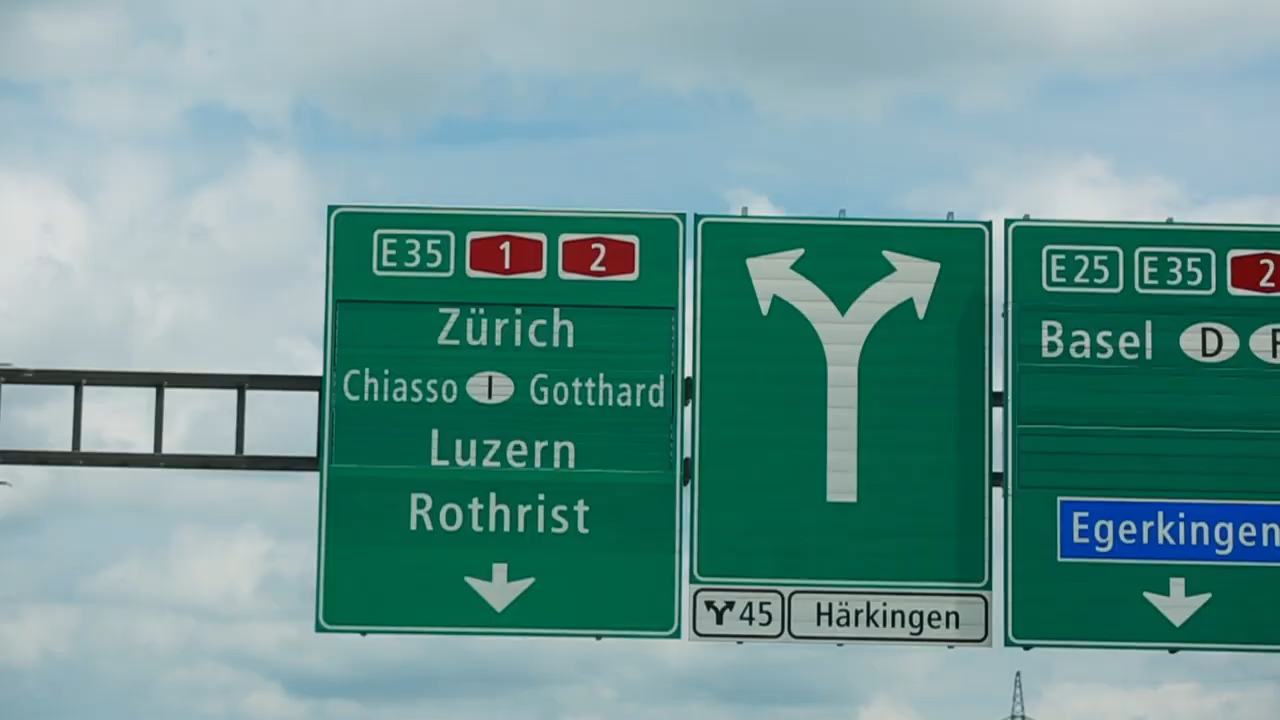 E35 1 2
Zürich
Chiasso I Gotthard
Luzern
Rothrist
45 Härkingen
E25 E35 2
Basel D
Egerkingen